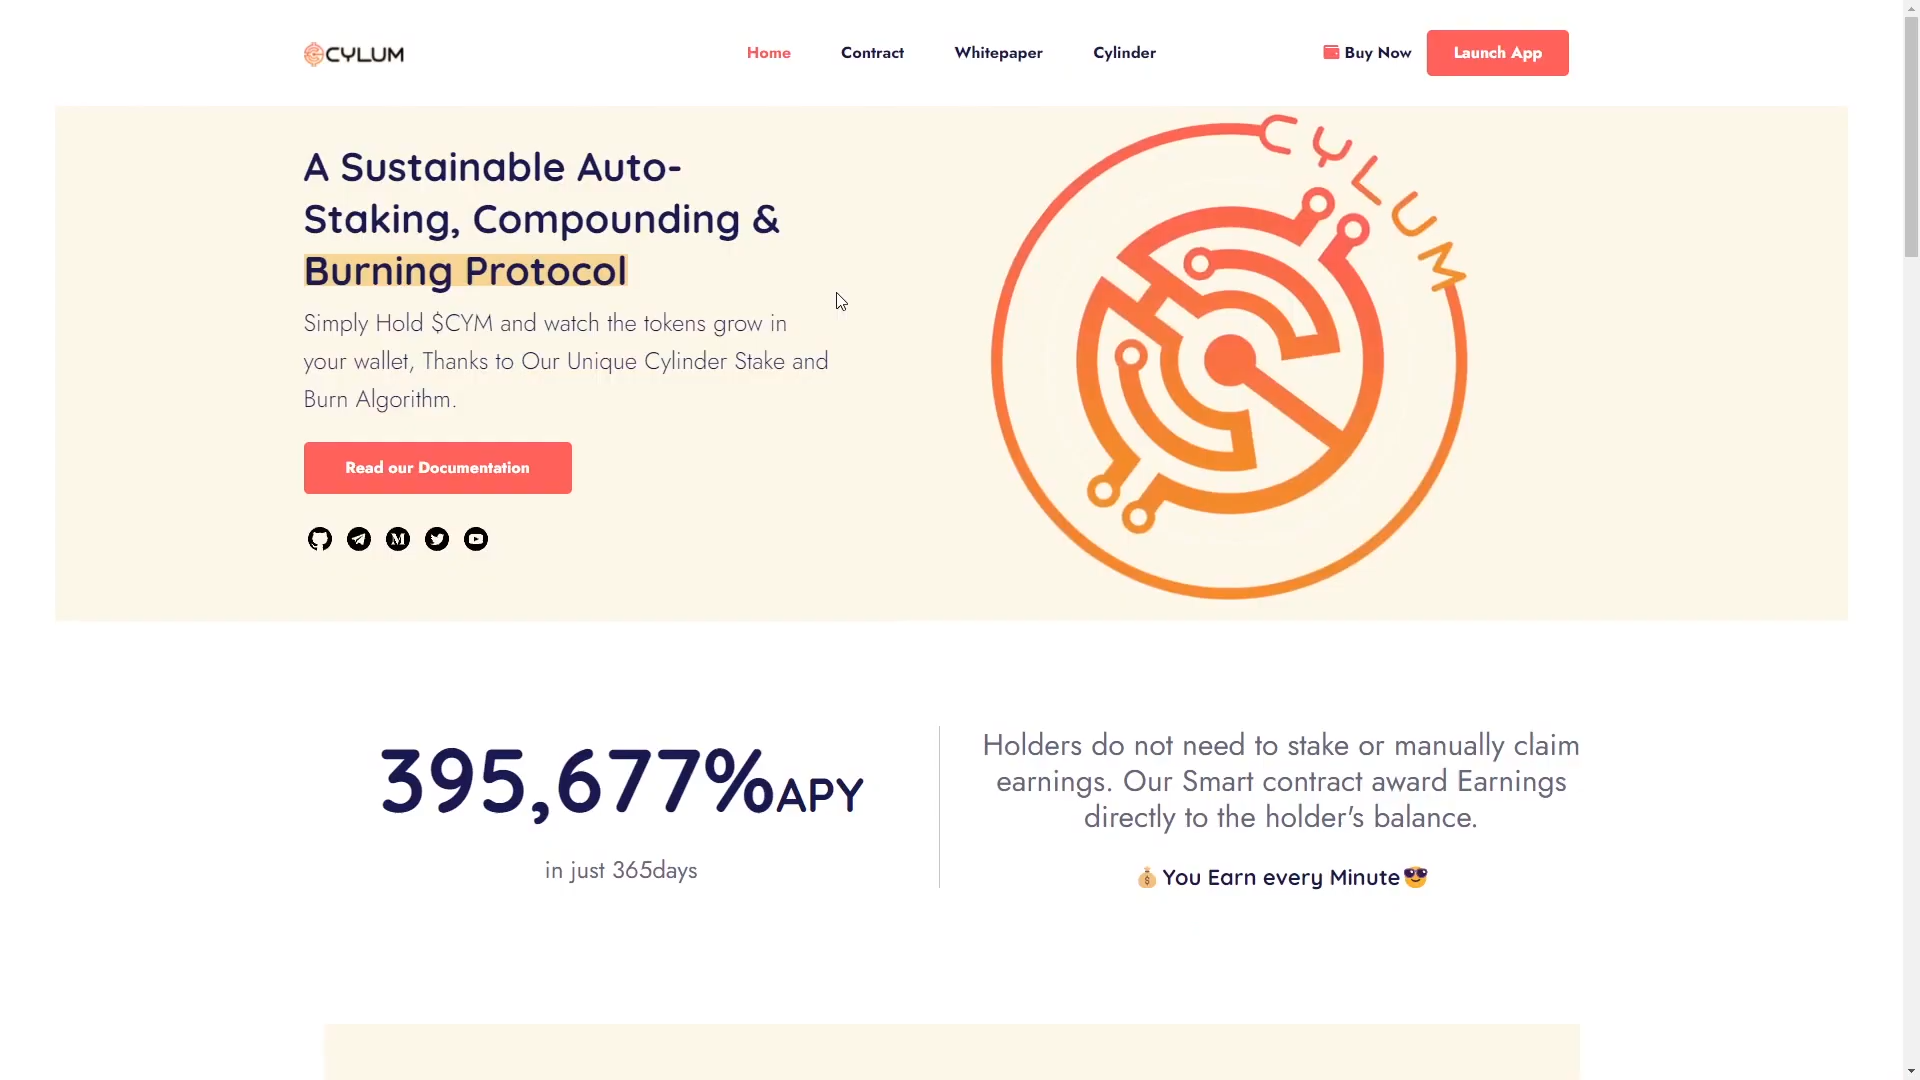 CYLUM
Home
Contract
Whitepaper
Cylinder
Buy Now
Launch App
A Sustainable Auto-
Staking, Compounding &
Burning Protocol
Simply Hold $CYM and watch the tokens grow in
your wallet, Thanks to Our Unique Cylinder Stake and
Burn Algorithm.
Read our Documentation
CYLUM
395,677%APY
in just 365days
Holders do not need to stake or manually claim
earnings. Our Smart contract award Earnings
directly to the holder's balance.
💰You Earn every Minute😎